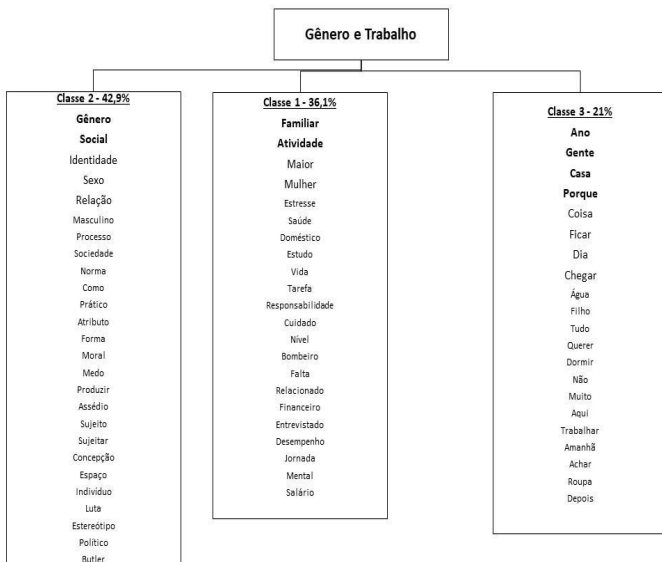 Gênero e Trabalho
Classe 2 - 42,9%
Gênero
Social
Identidade
Sexo
Relação
Masculino
Processo
Sociedade
Norma
Como
Prático
Atributo
Forma
Moral
Medo
Produzir
Assédio
Sujeito
Sujeitar
Concepção
Espaço
Indivíduo
Luta
Estereótipo
Político
Butler
Classe 1 - 36,1%
Familiar
Atividade
Maior
Mulher
Estresse
Saúde
Doméstico
Estudo
Vida
Tarefa
Responsabilidade
Cuidado
Nível
Bombeiro
Falta
Relacionado
Financeiro
Entrevistado
Desempenho
Jornada
Mental
Salário
Classe 3 - 21%
Ano
Gente
Casa
Porque
Coisa
Ficar
Dia
Chegar
Água
Filho
Tudo
Querer
Dormir
Não
Muito
Aqui
Trabalhar
Amanhã
Achar
Roupa
Depois